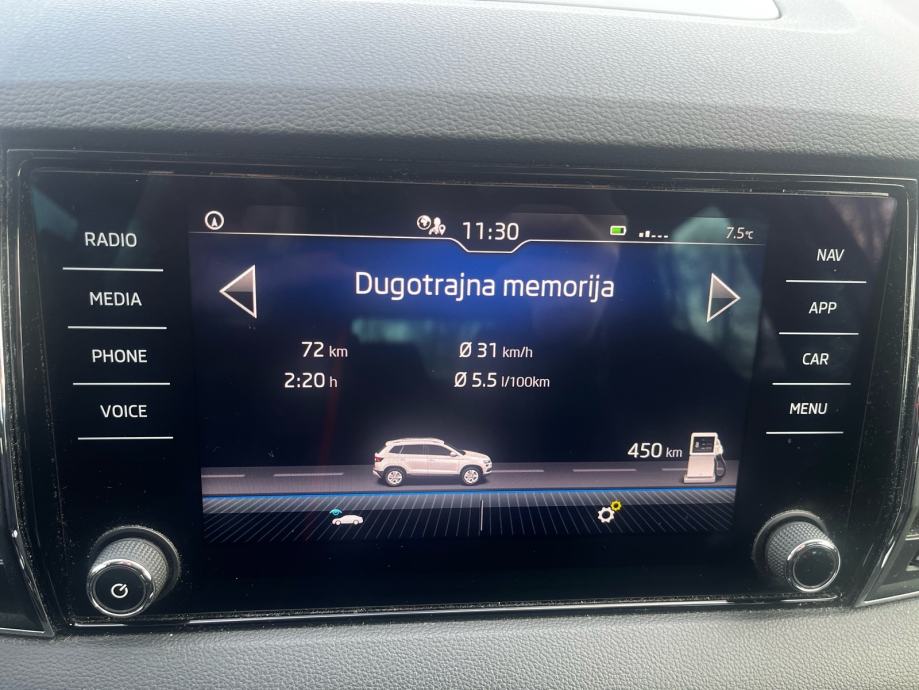 11:30
7.5°C
RADIO
MEDIA
PHONE
VOICE
Dugotrajna memorija
72 km
Ø 31 km/h
2:20 h
Ø 5.5 l/100km
450 km
NAV
APP
CAR
MENU